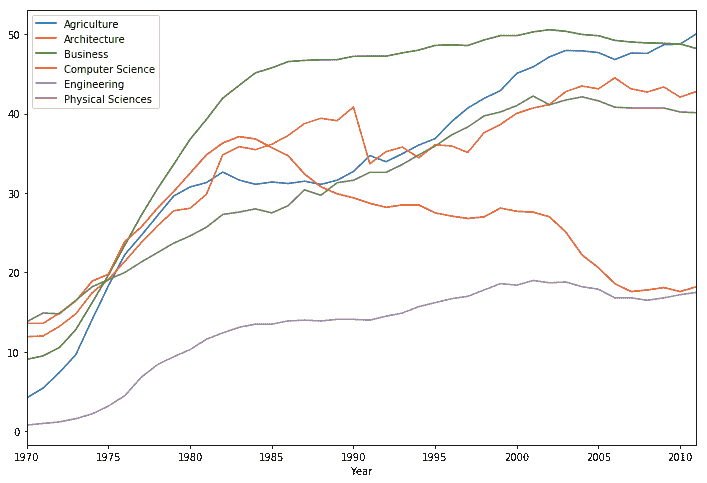 Agriculture
Architecture
Business
Computer Science
Engineering
Physical Sciences
50
40
30
20
10
0
1970 1975 1980 1985 1990 1995 2000 2005 2010
Year